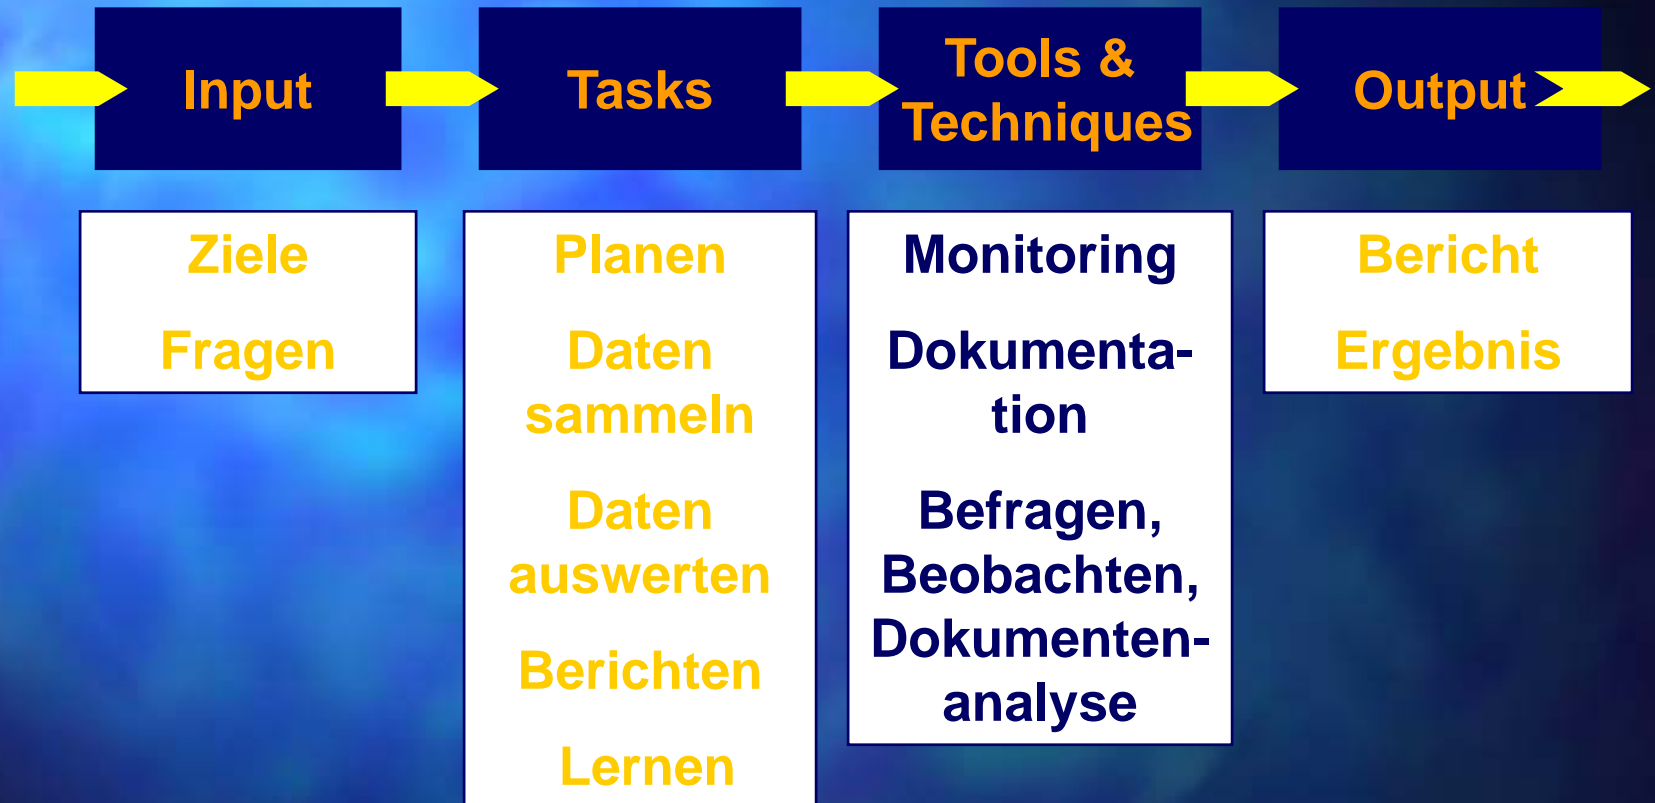 Input
Tasks
Tools &
Techniques
Output
Ziele
Fragen
Planen
Daten
sammeln
Daten
auswerten
Berichten
Lernen
Monitoring
Dokumenta-
tion
Befragen,
Beobachten,
Dokumenten-
analyse
Bericht
Ergebnis